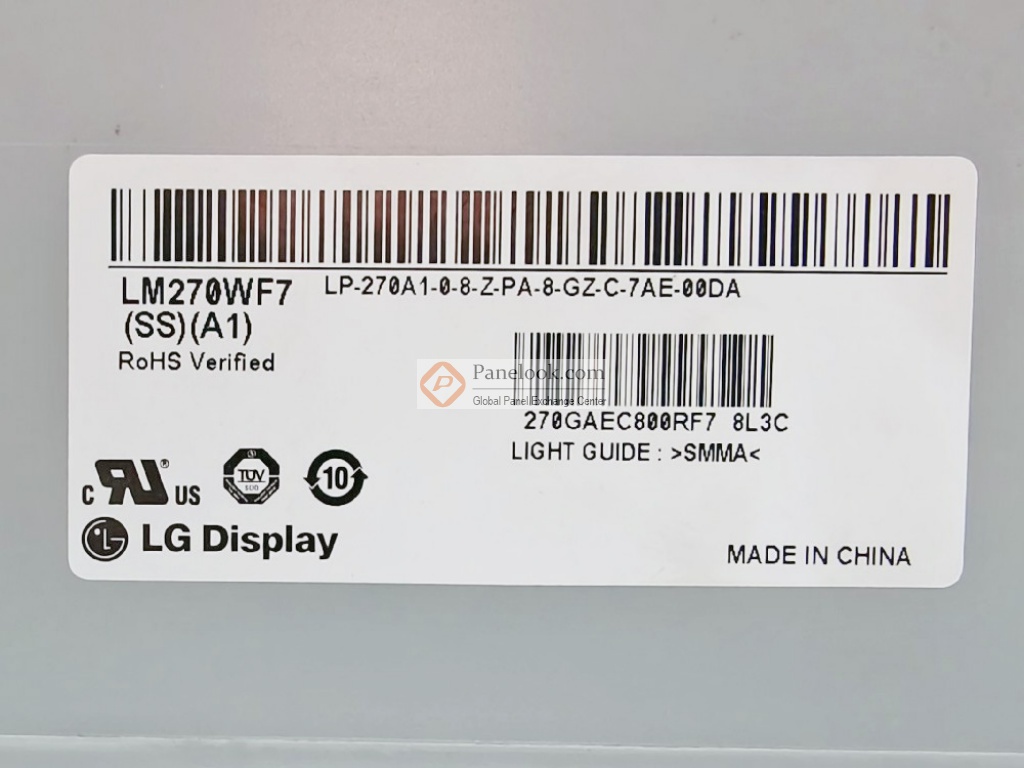 LM270WF7 LP-270A1-0-8-Z-PA-8-GZ-C-7AE-00DA
(SS)(A1)
RoHS Verified
Panelook.com
Global Panel Exchange Center
270GAEC800RF7 8L3C
LIGHT GUIDE : >SMMA<
C RU ® US
TÜV
SÜD
10
LG Display
MADE IN CHINA